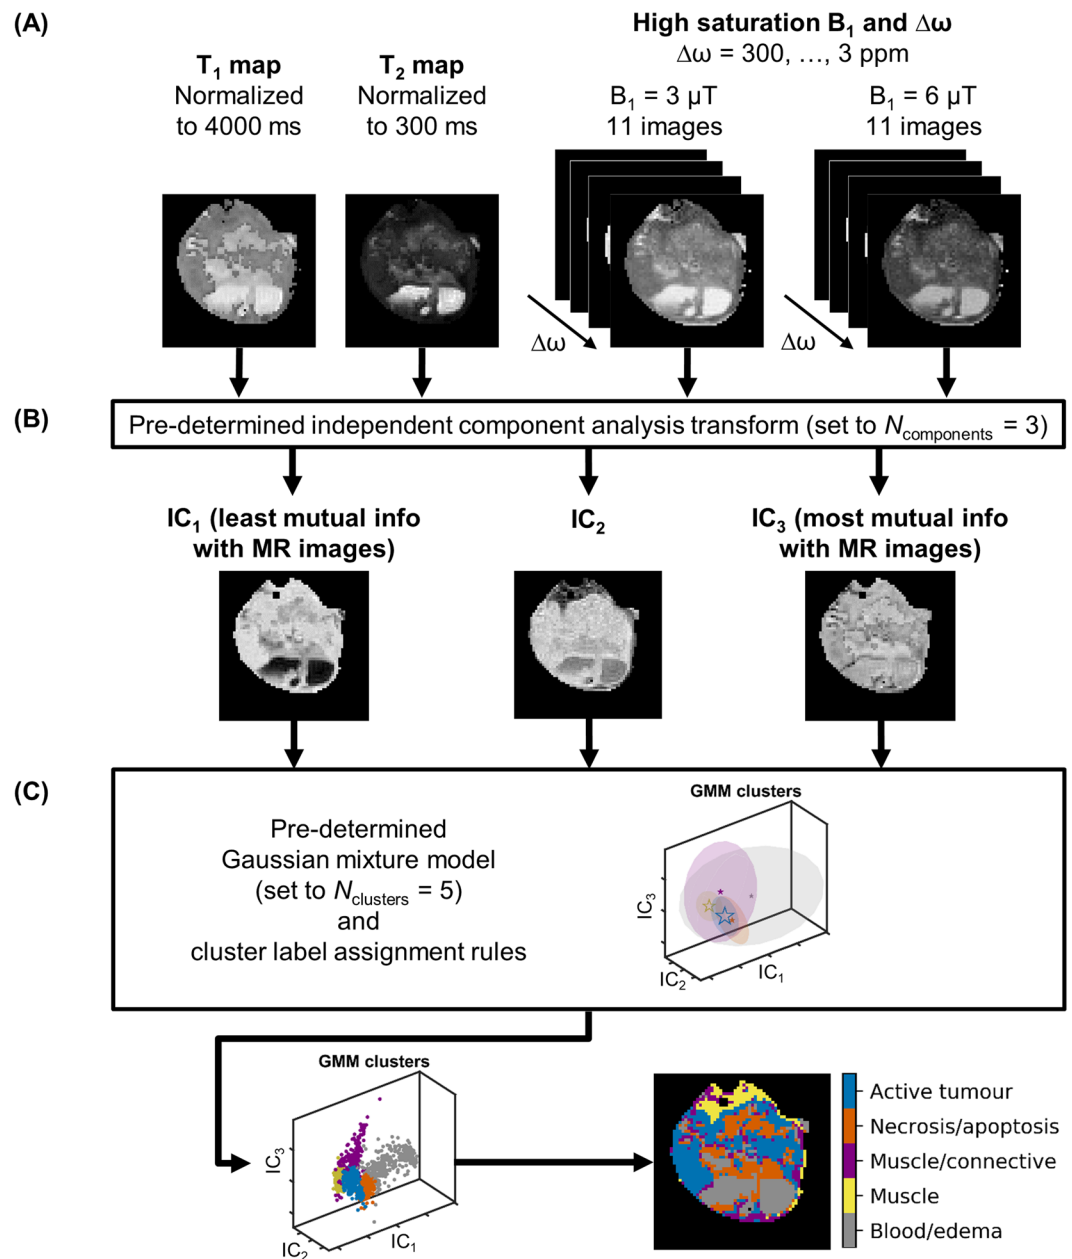 (A)
High saturation B₁ and Δω
Δω = 300, …, 3 ppm
T₁ map
Normalized
to 4000 ms
T₂ map
Normalized
to 300 ms
B₁ = 3 μT
11 images
B₁ = 6 μT
11 images
Δω
Δω
(B)
Pre-determined independent component analysis transform (set to Ncomponents = 3)
IC₁ (least mutual info
with MR images)
IC₂
IC₃ (most mutual info
with MR images)
(C)
Pre-determined
Gaussian mixture model
(set to Nclusters = 5)
and
cluster label assignment rules
GMM clusters
IC₃
IC₂
IC₁
GMM clusters
IC₃
IC₂
IC₁
Active tumour
Necrosis/apoptosis
Muscle/connective
Muscle
Blood/edema